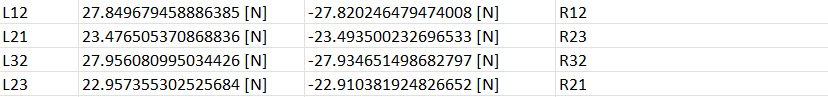 L12 27.849679458886385 [N] -27.820246479474008 [N] R12
L21 23.476505370868836 [N] -23.493500232696533 [N] R23
L32 27.956080995034426 [N] -27.934651498682797 [N] R32
L23 22.957355302525684 [N] -22.910381924826652 [N] R21